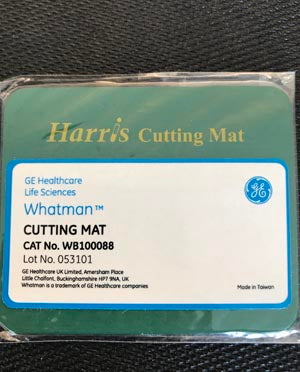 Harris Cutting Mat
GE Healthcare
Life Sciences
Whatman™
CUTTING MAT
CAT No. WB100088
Lot No. 053101
GE Healthcare UK Limited, Amersham Place
Little Chalfont, Buckinghamshire HP7 9NA, UK
Whatman is a trademark of GE Healthcare companies
GE
Made in Taiwan